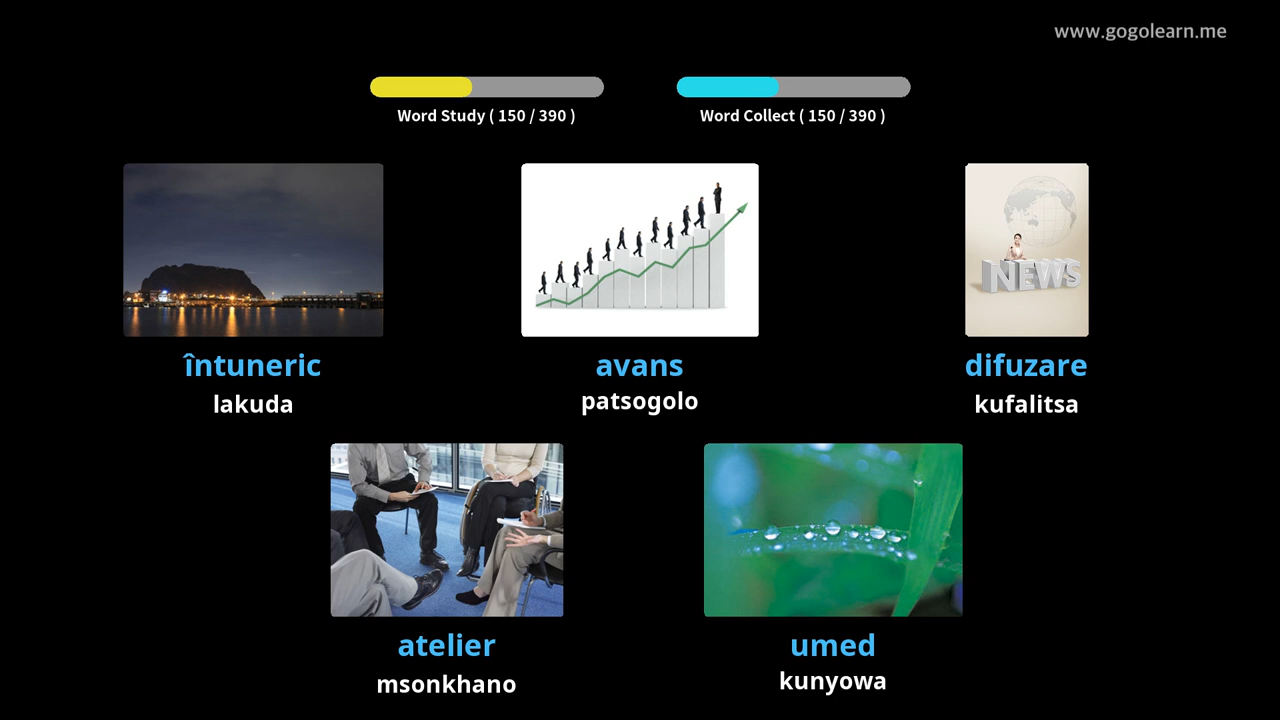 www.gogolearn.me
Word Study ( 150 / 390 )
Word Collect ( 150 / 390 )
NEWS
întuneric
lakuda
avans
patsogolo
difuzare
kufalitsa
atelier
msonkhano
umed
kunyowa